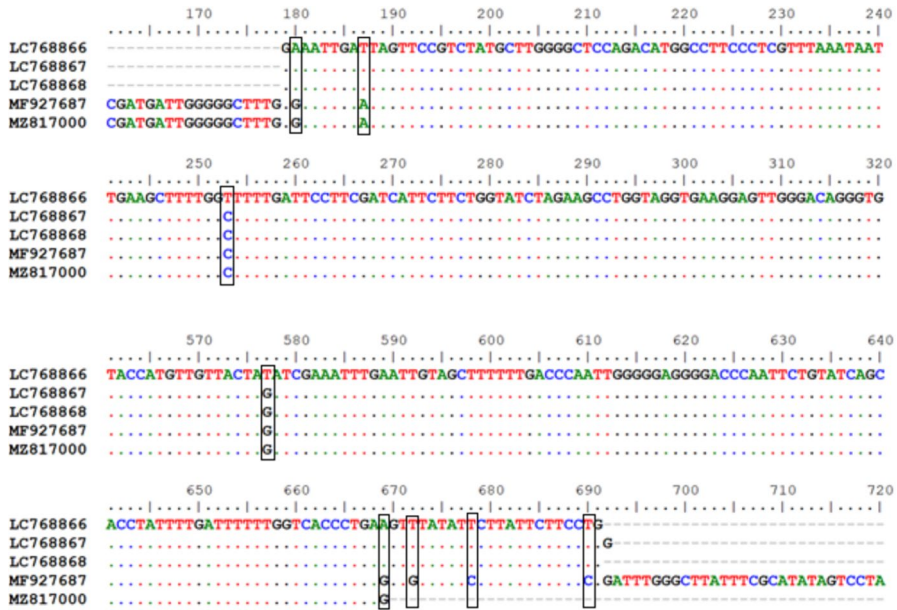 170 180 190 200 210 220 230 240
LC768866 ------------------GAAATTGATTAGTTCCGTCTATGCTTGGGGCTCCAGACATGGCCTTCCCTCGTTTAAATAAT
LC768867 ------------------..............................................................
LC768868 ------------------..............................................................
MF927687 CGATGATTGGGGGCTTTG.G......A.....................................................
MZ817000 CGATGATTGGGGGCTTTG.G......A.....................................................
250 260 270 280 290 300 310 320
LC768866 TGAAGCTTTTGGTTTTTGATTCCTTCGATCATTCTTCTGGTATCTAGAAGCCTGGTAGGTGAAGGAGTTGGGACAGGGTG
LC768867 ............C...................................................................
LC768868 ............C...................................................................
MF927687 ............C...................................................................
MZ817000 ............C...................................................................
570 580 590 600 610 620 630 640
LC768866 TACCATGTTGTTACTATATCGAAATTTGAATTGTAGCTTTTTTGACCCAATTGGGGGAGGGGACCCAATTCTGTATCAGC
LC768867 ................G...............................................................
LC768868 ................G...............................................................
MF927687 ................G...............................................................
MZ817000 ................G...............................................................
650 660 670 680 690 700 710 720
LC768866 ACCTATTTTGATTTTTTGGTCACCCTGAAGTTTATATTCTTATTCTTCCTG-----------------------------
LC768867 ...................................................G----------------------------
LC768868 ...................................................-----------------------------
MF927687 ............................G..G.....C...........C.GATTTGGGCTTATTTCGCATATAGTCCTA
MZ817000 ............................G---------------------------------------------------